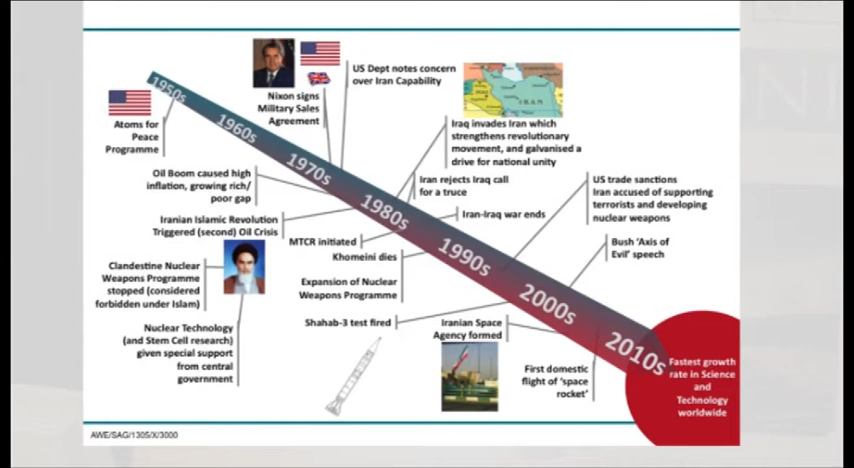 1950s
Atoms for
Peace
Programme
1960s
Nixon signs
Military Sales
Agreement
US Dept notes concern
over Iran Capability
1970s
Oil Boom caused high
inflation, growing rich/
poor gap
Iraq invades Iran which
strengthens revolutionary
movement, and galvanised a
drive for national unity
Iran rejects Iraq call
for a truce
Iranian Islamic Revolution
Triggered (second) Oil Crisis
1980s
MTCR initiated
Iran-Iraq war ends
US trade sanctions
Iran accused of supporting
terrorists and developing
nuclear weapons
Khomeini dies
1990s
Bush 'Axis of
Evil' speech
Clandestine Nuclear
Weapons Programme
stopped (considered
forbidden under Islam)
Expansion of Nuclear
Weapons Programme
2000s
Nuclear Technology
(and Stem Cell research)
given special support
from central
government
Shahab-3 test fired
Iranian Space
Agency formed
2010s
First domestic
flight of 'space
rocket'
Fastest growth
rate in Science
and
Technology
worldwide
AWE/SAG/1305/X/3000